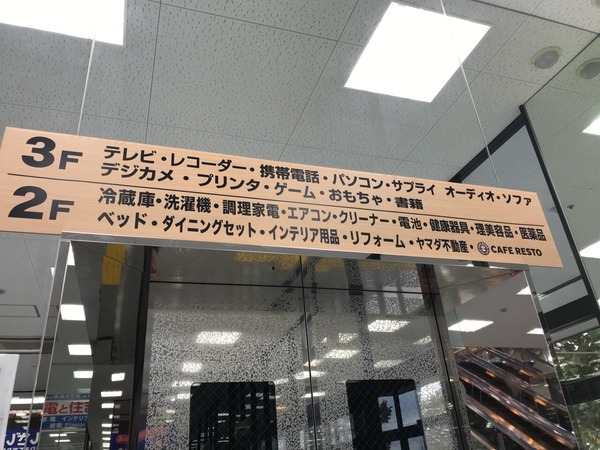 3F
テレビ・レコーダー・携帯電話・パソコン・サプライ オーディオ・ソファ
デジカメ・プリンタ・ゲーム・おもちゃ・書籍
2F
冷蔵庫・洗濯機・調理家電・エアコン・クリーナー・電池・健康器具・理美容品・医薬品
ベッド・ダイニングセット・インテリア用品・リフォーム・ヤマダ不動産・CAFE RESTO
電と住ま